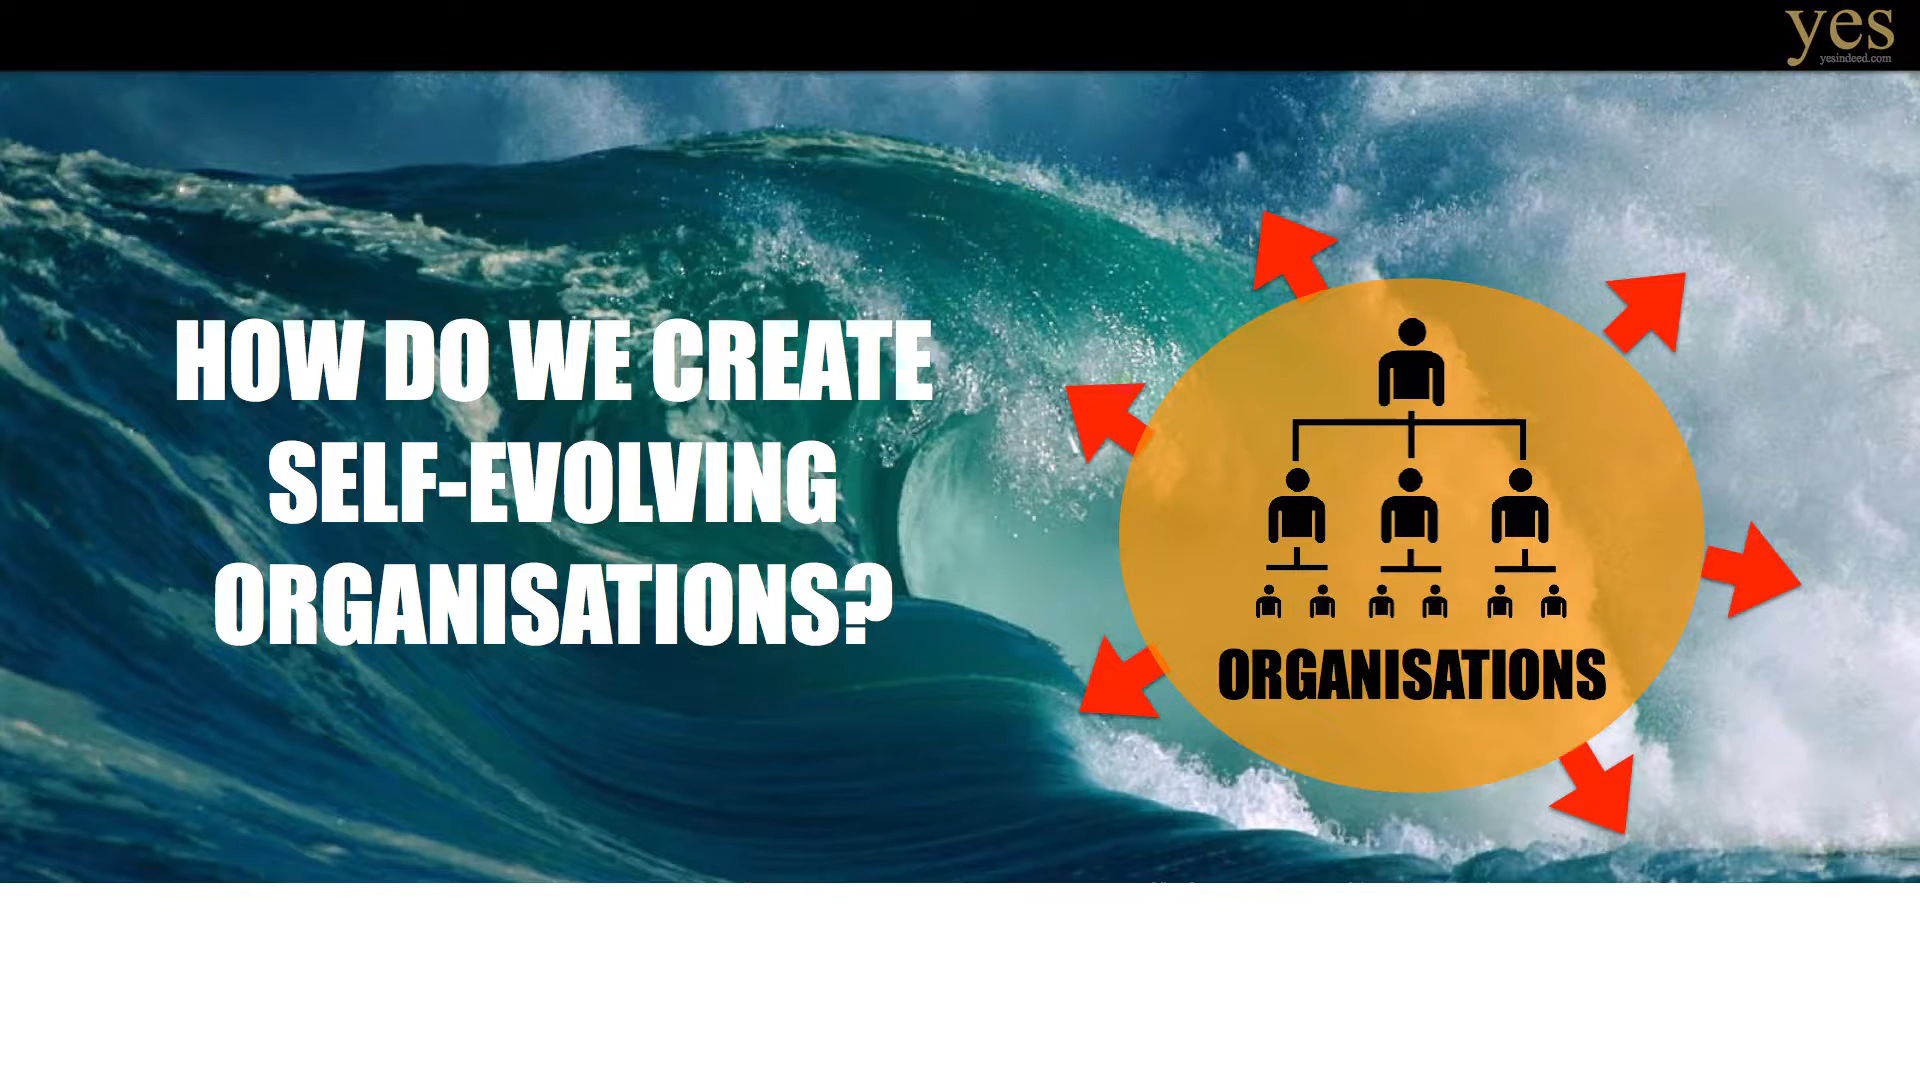 yes
yesindeed.com
HOW DO WE CREATE
SELF-EVOLVING
ORGANISATIONS?
ORGANISATIONS